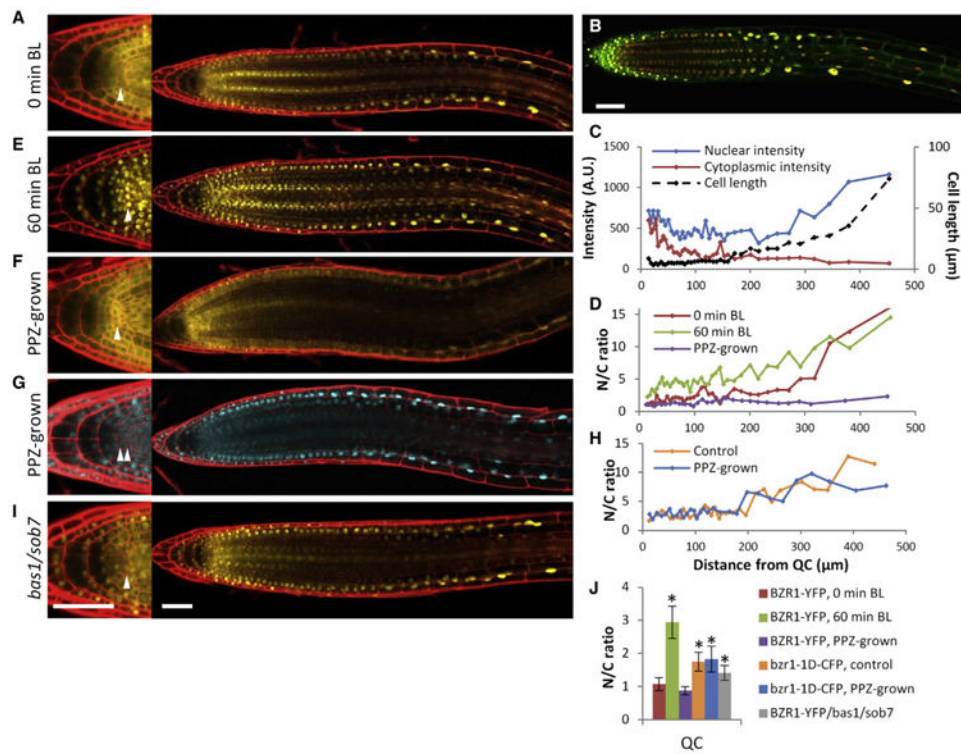 A
0 min BL
B
E
60 min BL
F
PPZ-grown
G
PPZ-grown
I
bas1/sob7
C
Nuclear intensity
Cytoplasmic intensity
Cell length
Intensity (A.U.)
1500
1000
500
0
100
50
0
Cell length (μm)
0 100 200 300 400 500
D
0 min BL
60 min BL
PPZ-grown
N/C ratio
15
10
5
0
0 100 200 300 400 500
H
Control
PPZ-grown
N/C ratio
15
10
5
0
0 100 200 300 400 500
Distance from QC (μm)
J
N/C ratio
4
3
2
1
0
* * * *
QC
BZR1-YFP, 0 min BL
BZR1-YFP, 60 min BL
BZR1-YFP, PPZ-grown
bzr1-1D-CFP, control
bzr1-1D-CFP, PPZ-grown
BZR1-YFP/bas1/sob7